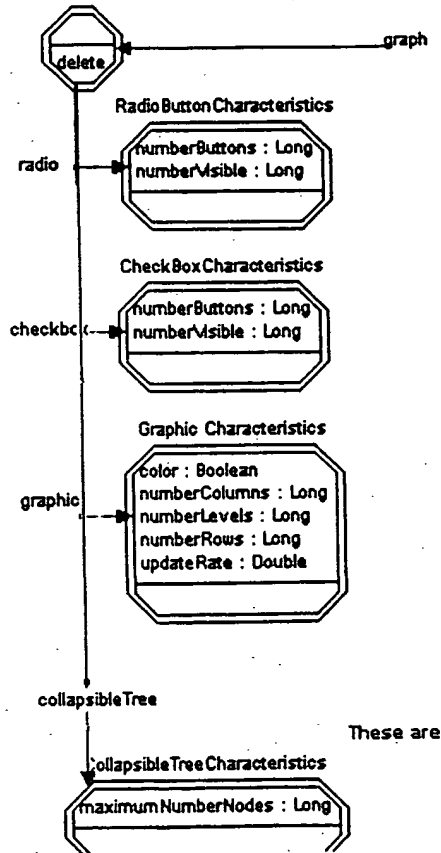 graph
delete
RadioButtonCharacteristics
numberButtons : Long
numberVisible : Long
radio
CheckBoxCharacteristics
numberButtons : Long
numberVisible : Long
checkbo
Graphic Characteristics
color : Boolean
numberColumns : Long
numberLevels : Long
numberRows : Long
updateRate : Double
graphic
collapsibleTree
These are
CollapsibleTreeCharacteristics
maximumNumberNodes : Long